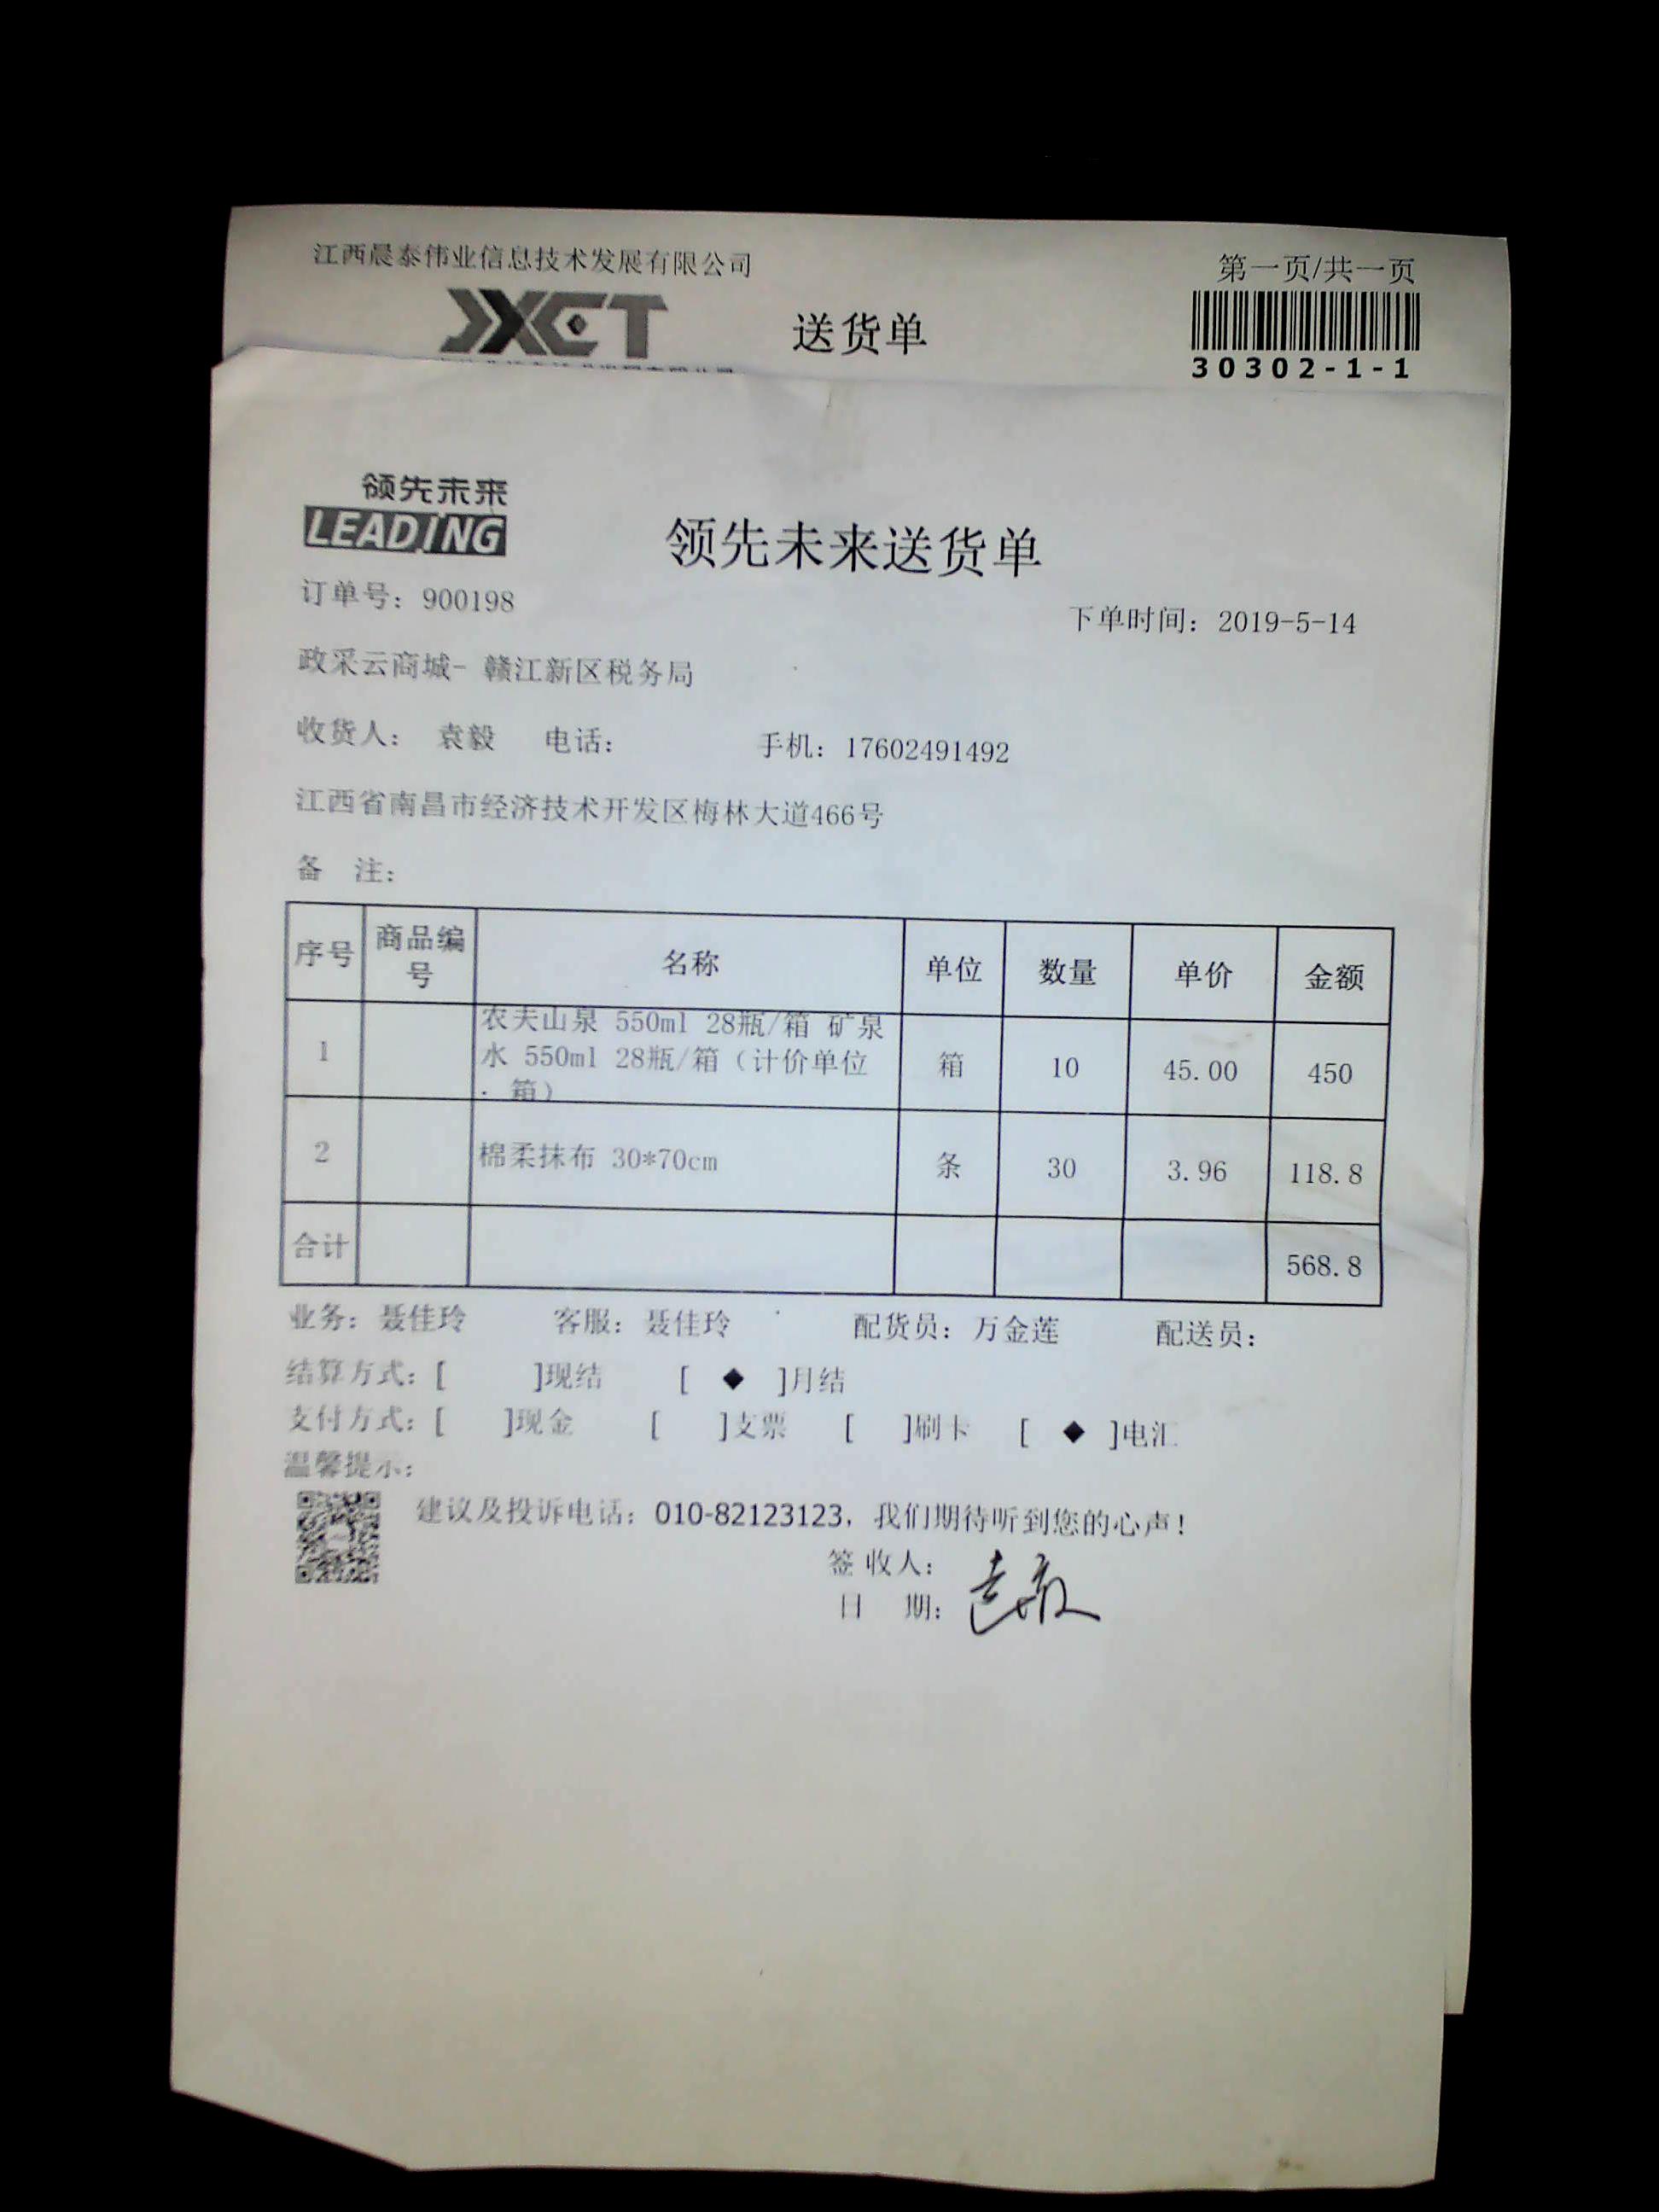 江西晨泰伟业信息技术发展有限公司
第一页/共一页
JXCT
送货单
30302-1-1
领先未来
LEADING
领先未来送货单
订单号：900198
下单时间：2019-5-14
政采云商城- 赣江新区税务局
收货人： 袁毅 电话： 手机：17602491492
江西省南昌市经济技术开发区梅林大道466号
备 注：
序号 商品编号 名称 单位 数量 单价 金额
1 农夫山泉 550ml 28瓶/箱 矿泉
水 550ml 28瓶/箱（计价单位 箱 10 45.00 450
：箱）
2 棉柔抹布 30*70cm 条 30 3.96 118.8
合计 568.8
业务：聂佳玲 客服：聂佳玲 配货员：万金莲 配送员：
结算方式：[ ]现结 [ ◆ ]月结
支付方式：[ ]现金 [ ]支票 [ ]刷卡 [ ◆ ]电汇
温馨提示：
建议及投诉电话：010-82123123，我们期待听到您的心声！
签收人：袁毅
日 期：